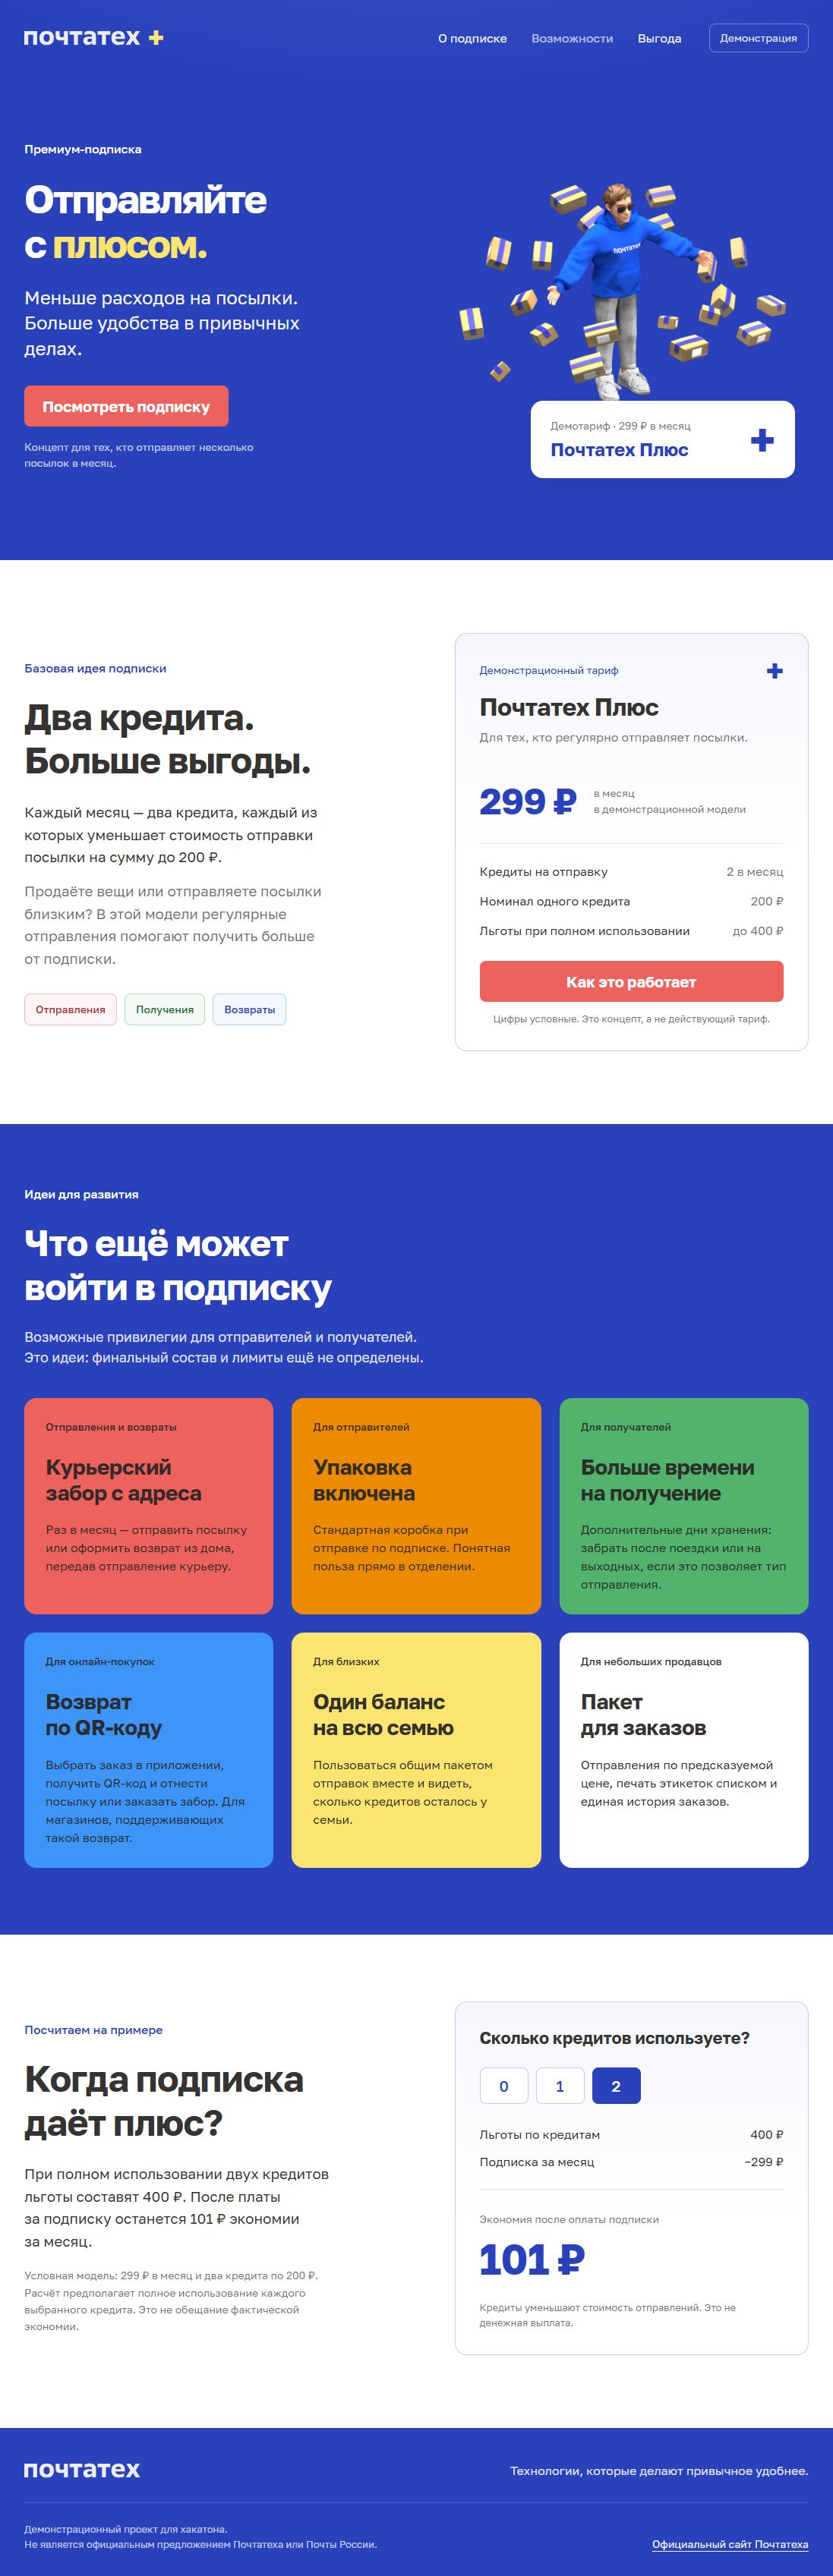 почтатех +
О подписке
Возможности
Выгода
Демонстрация
Премиум-подписка
Отправляйте
с плюсом.
Меньше расходов на посылки.
Больше удобства в привычных
делах.
Посмотреть подписку
Концепт для тех, кто отправляет несколько
посылок в месяц.
почтатех
Демотариф · 299 ₽ в месяц
Почтатех Плюс
+
Базовая идея подписки
Два кредита.
Больше выгоды.
Каждый месяц — два кредита, каждый из
которых уменьшает стоимость отправки
посылки на сумму до 200 ₽.
Продаёте вещи или отправляете посылки
близким? В этой модели регулярные
отправления помогают получить больше
от подписки.
Отправления
Получения
Возвраты
Демонстрационный тариф
+
Почтатех Плюс
Для тех, кто регулярно отправляет посылки.
299 ₽
в месяц
в демонстрационной модели
Кредиты на отправку
2 в месяц
Номинал одного кредита
200 ₽
Льготы при полном использовании
до 400 ₽
Как это работает
Цифры условные. Это концепт, а не действующий тариф.
Идеи для развития
Что ещё может
войти в подписку
Возможные привилегии для отправителей и получателей.
Это идеи: финальный состав и лимиты ещё не определены.
Отправления и возвраты
Курьерский
забор с адреса
Раз в месяц — отправить посылку
или оформить возврат из дома,
передав отправление курьеру.
Для отправителей
Упаковка
включена
Стандартная коробка при
отправке по подписке. Понятная
польза прямо в отделении.
Для получателей
Больше времени
на получение
Дополнительные дни хранения:
забрать после поездки или на
выходных, если это позволяет тип
отправления.
Для онлайн-покупок
Возврат
по QR-коду
Выбрать заказ в приложении,
получить QR-код и отнести
посылку или заказать забор. Для
магазинов, поддерживающих
такой возврат.
Для близких
Один баланс
на всю семью
Пользоваться общим пакетом
отправок вместе и видеть,
сколько кредитов осталось у
семьи.
Для небольших продавцов
Пакет
для заказов
Отправления по предсказуемой
цене, печать этикеток списком и
единая история заказов.
Посчитаем на примере
Когда подписка
даёт плюс?
При полном использовании двух кредитов
льготы составят 400 ₽. После платы
за подписку останется 101 ₽ экономии
за месяц.
Условная модель: 299 ₽ в месяц и два кредита по 200 ₽.
Расчёт предполагает полное использование каждого
выбранного кредита. Это не обещание фактической
экономии.
Сколько кредитов используете?
0
1
2
Льготы по кредитам
400 ₽
Подписка за месяц
−299 ₽
Экономия после оплаты подписки
101 ₽
Кредиты уменьшают стоимость отправлений. Это не
денежная выплата.
почтатех
Технологии, которые делают привычное удобнее.
Демонстрационный проект для хакатона.
Не является официальным предложением Почтатеха или Почты России.
Официальный сайт Почтатеха